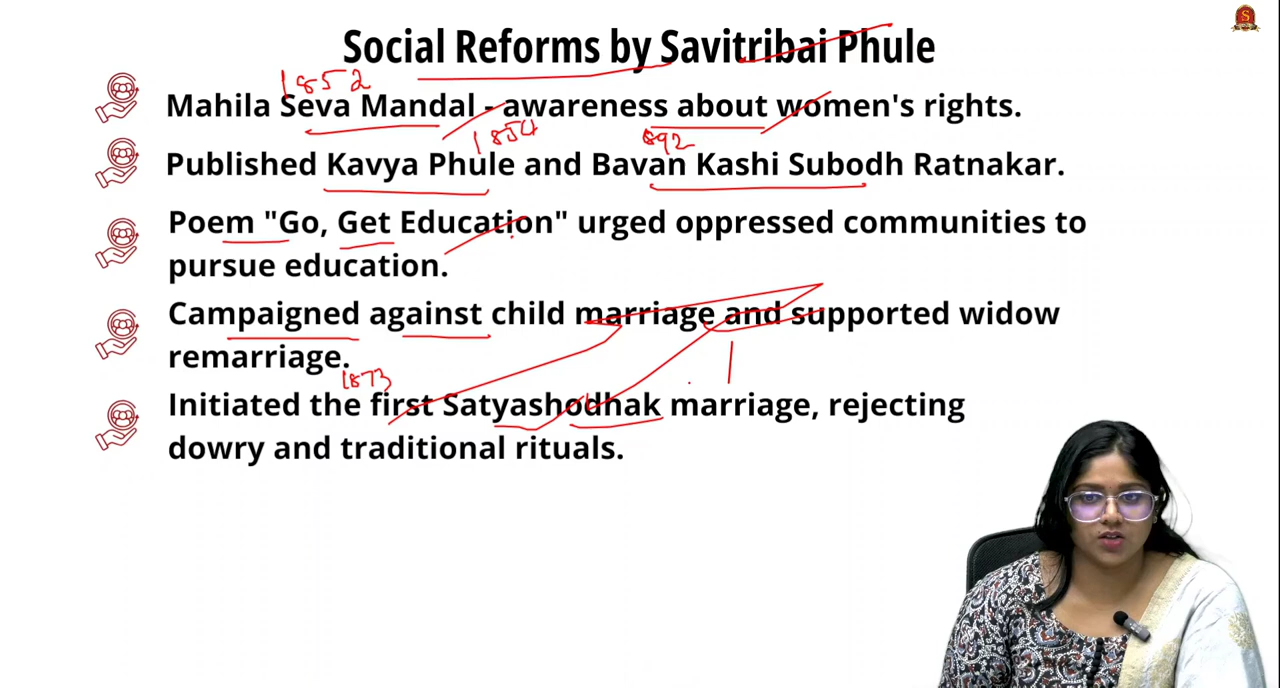 Social Reforms by Savitribai Phule
1852
Mahila Seva Mandal - awareness about women's rights.
1854 1892
Published Kavya Phule and Bavan Kashi Subodh Ratnakar.
Poem "Go, Get Education" urged oppressed communities to
pursue education.
Campaigned against child marriage and supported widow
remarriage.
1873
Initiated the first Satyashodhak marriage, rejecting
dowry and traditional rituals.